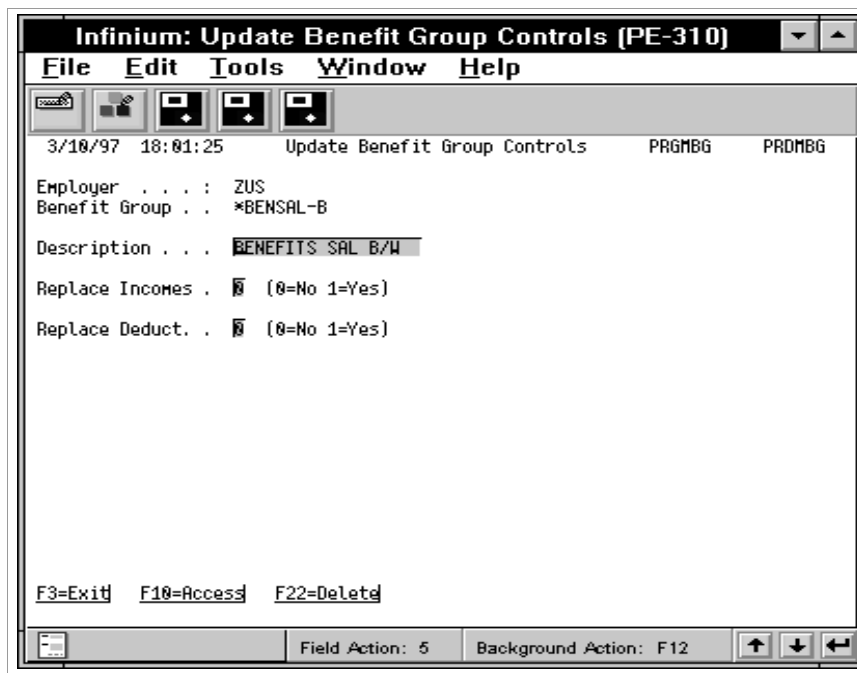 Infinium: Update Benefit Group Controls (PE-310)
File Edit Tools Window Help
3/10/97 18:01:25 Update Benefit Group Controls PRGMBG PRDMBG
Employer . . . : ZUS
Benefit Group . . *BENSAL-B
Description . . . BENEFITS SAL B/W
Replace Incomes . 0 (0=No 1=Yes)
Replace Deduct. . 0 (0=No 1=Yes)
F3=Exit F10=Access F22=Delete
Field Action: 5 Background Action: F12